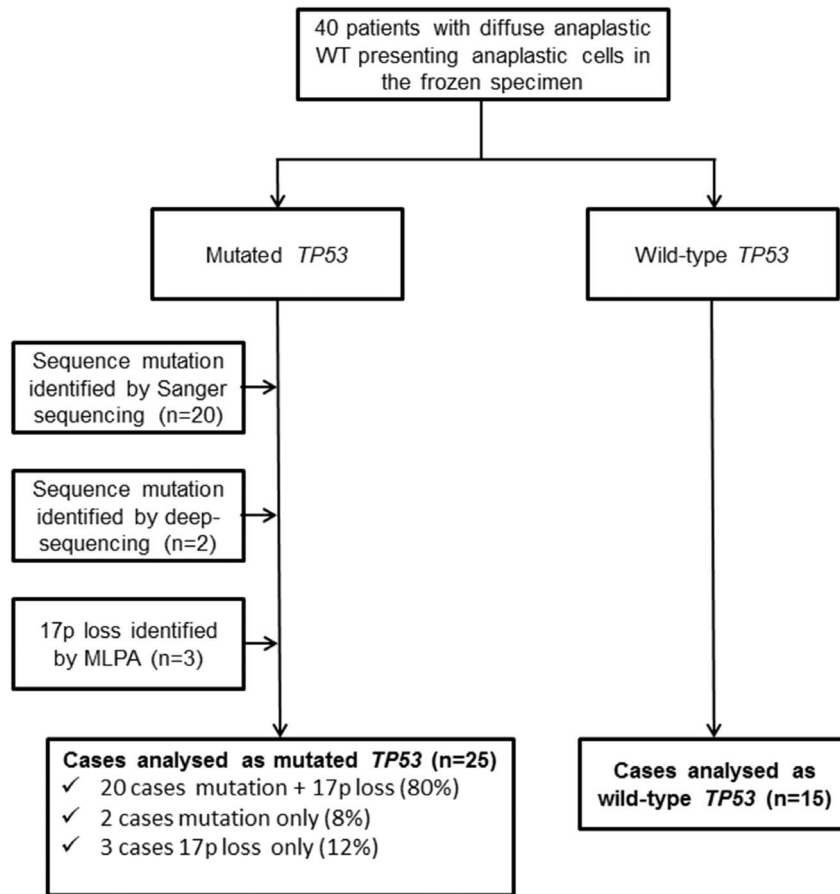 40 patients with diffuse anaplastic
WT presenting anaplastic cells in
the frozen specimen
Mutated TP53
Wild-type TP53
Sequence mutation
identified by Sanger
sequencing (n=20)
Sequence mutation
identified by deep-
sequencing (n=2)
17p loss identified
by MLPA (n=3)
Cases analysed as mutated TP53 (n=25)
✓ 20 cases mutation + 17p loss (80%)
✓ 2 cases mutation only (8%)
✓ 3 cases 17p loss only (12%)
Cases analysed as
wild-type TP53 (n=15)